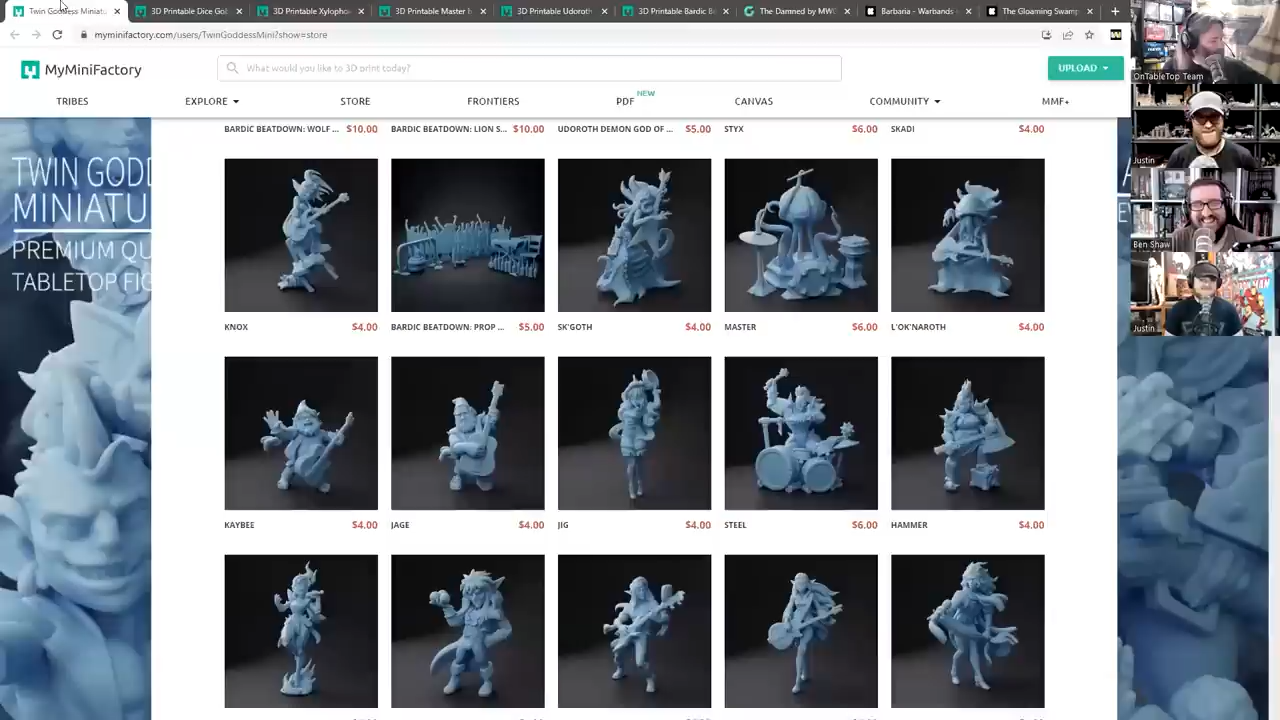 Twin Goddess Miniatu
3D Printable Dice Gob
3D Printable Xylopho
3D Printable Master
3D Printable Udoroth
3D Printable Bardic B
The Damned by MW
Barbaria - Warbands
The Gloaming Swamp
myminifactory.com/users/TwinGoddessMini?show=store
MyMiniFactory
What would you like to 3D print today?
UPLOAD
TRIBES
EXPLORE
STORE
FRONTIERS
PDF
NEW
CANVAS
COMMUNITY
MMF+
OnTableTop Team
Justin
Ben Shaw
Justin
TWIN GODD
MINIATU
PREMIUM QU
TABLETOP FIG
BARDIC BEATDOWN: WOLF ... $10.00
BARDIC BEATDOWN: LION S... $10.00
UDOROTH DEMON GOD OF ... $5.00
STYX $6.00
SKADI $4.00
KNOX $4.00
BARDIC BEATDOWN: PROP ... $5.00
SK'GOTH $4.00
MASTER $6.00
L'OK'NAROTH $4.00
KAYBEE $4.00
JAGE $4.00
JIG $4.00
STEEL $6.00
HAMMER $4.00